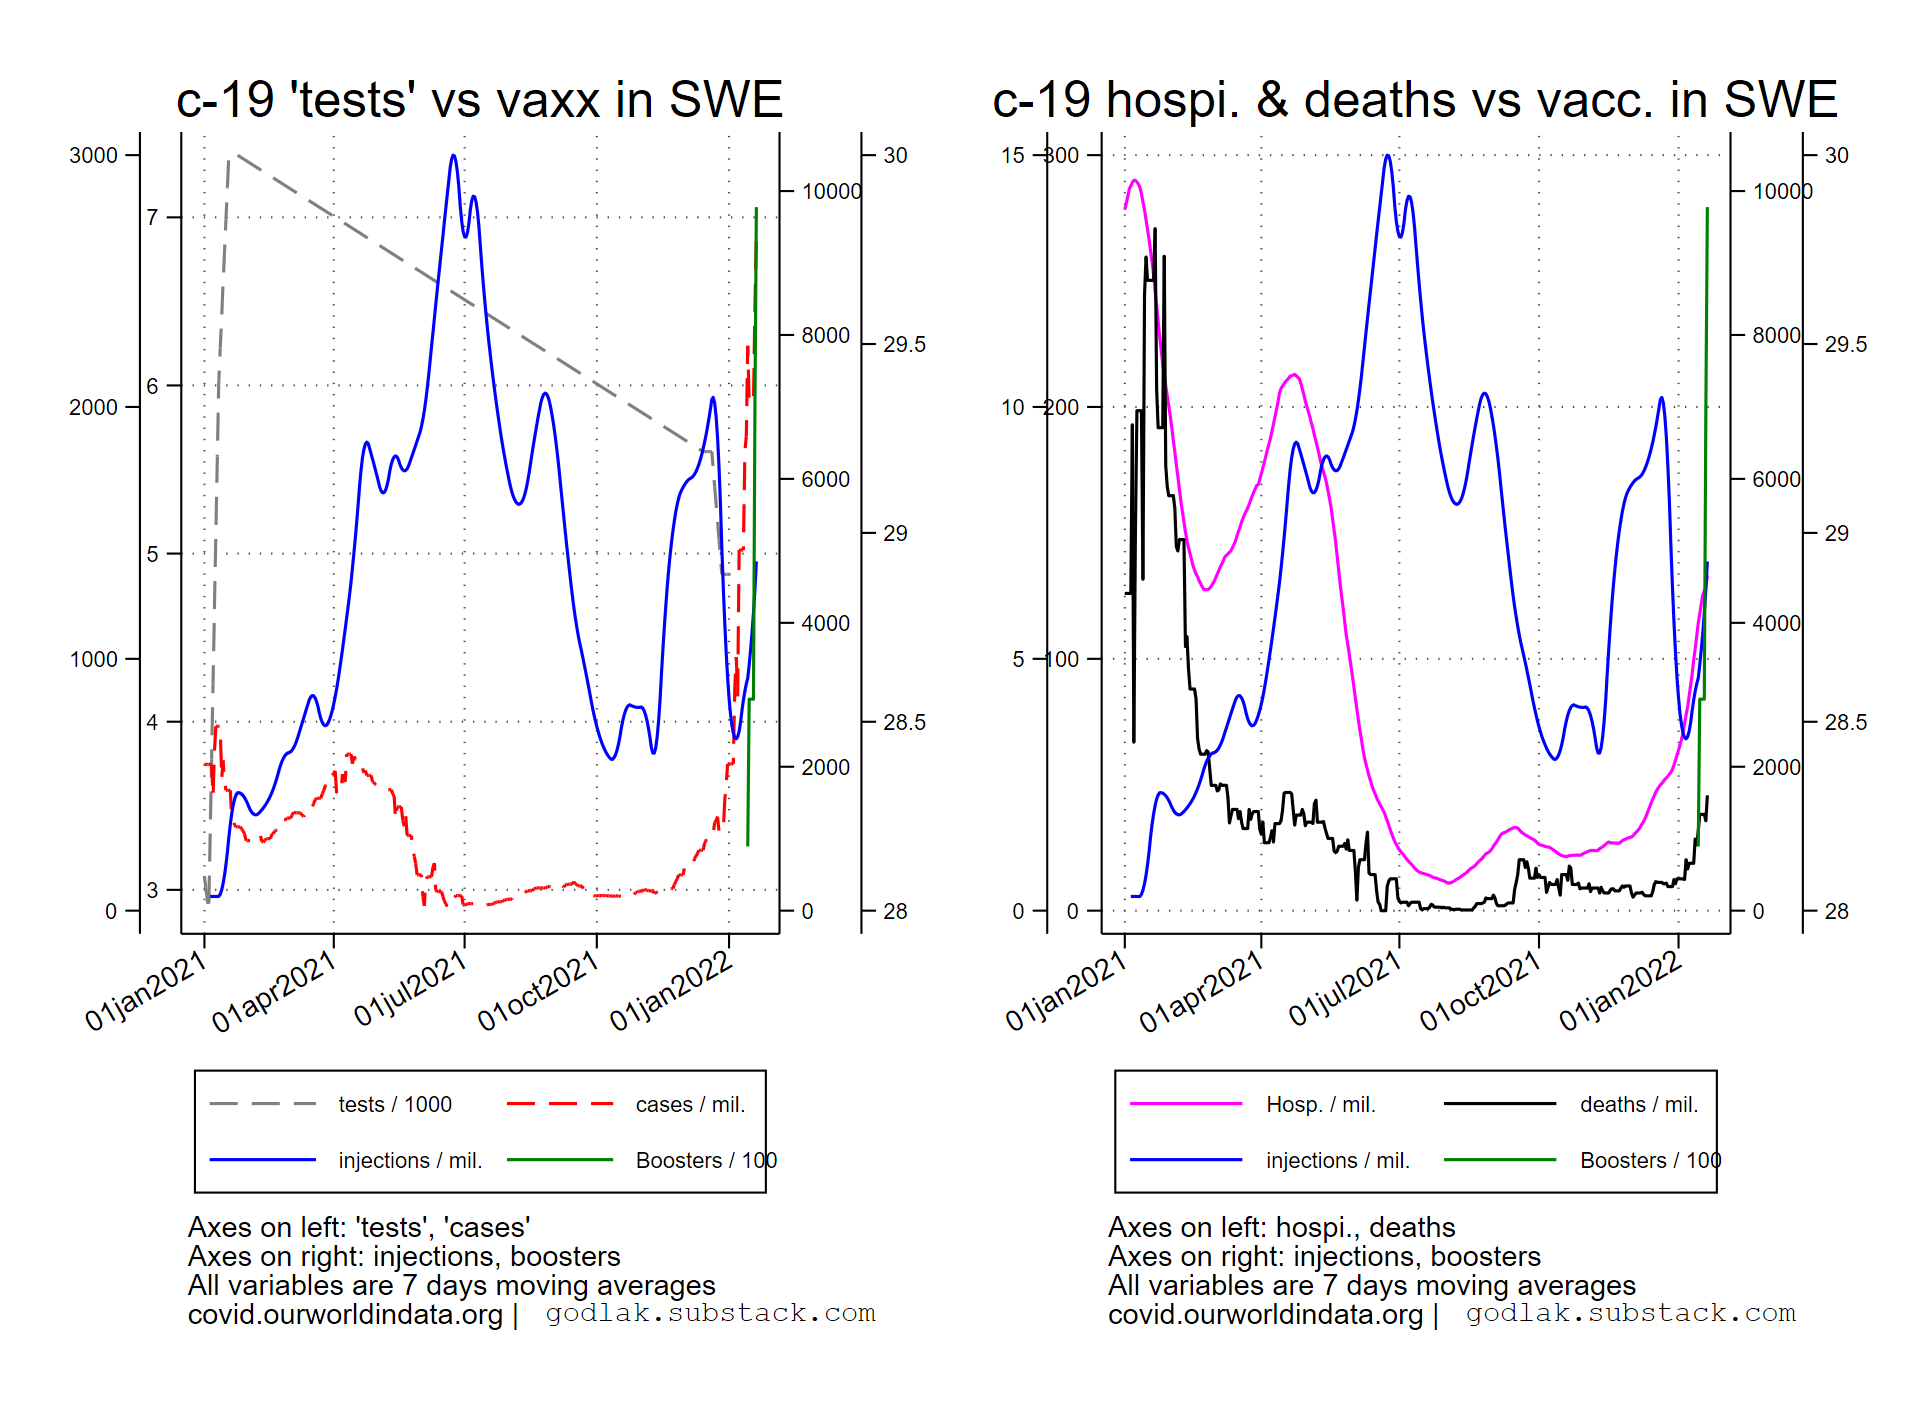 c-19 'tests' vs vaxx in SWE
3000
2000
1000
0
7
6
5
4
3
10000
8000
6000
4000
2000
0
30
29.5
29
28.5
28
01jan2021
01apr2021
01jul2021
01oct2021
01jan2022
tests / 1000
cases / mil.
injections / mil.
Boosters / 100
Axes on left: 'tests', 'cases'
Axes on right: injections, boosters
All variables are 7 days moving averages
covid.ourworldindata.org | godlak.substack.com
c-19 hospi. & deaths vs vacc. in SWE
15
10
5
0
300
200
100
0
10000
8000
6000
4000
2000
0
30
29.5
29
28.5
28
01jan2021
01apr2021
01jul2021
01oct2021
01jan2022
Hosp. / mil.
deaths / mil.
injections / mil.
Boosters / 100
Axes on left: hospi., deaths
Axes on right: injections, boosters
All variables are 7 days moving averages
covid.ourworldindata.org | godlak.substack.com